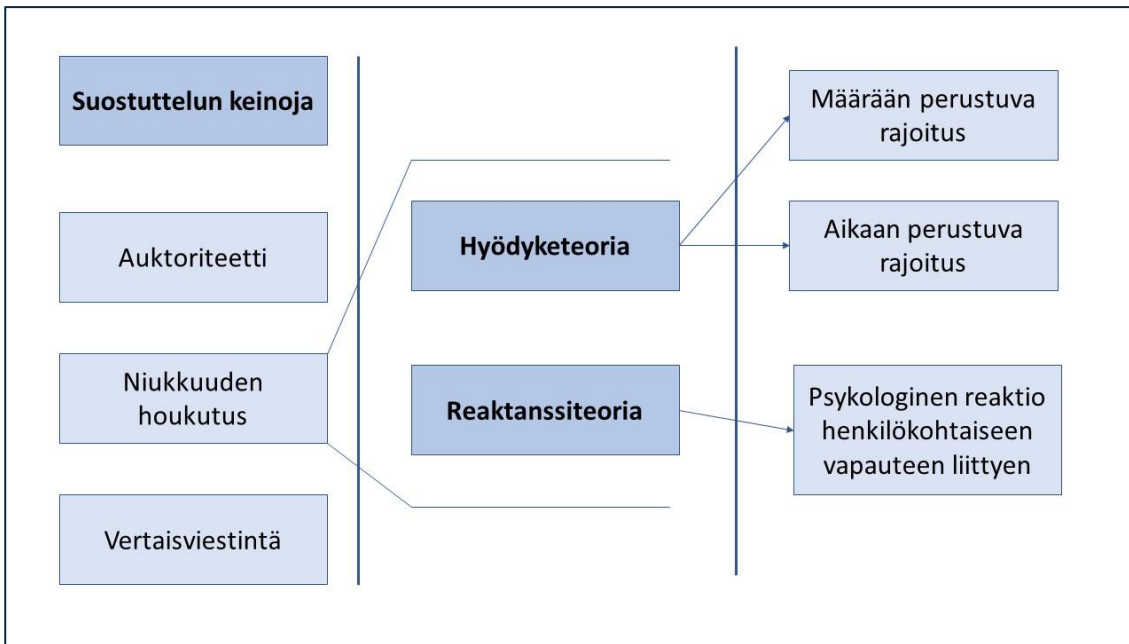 Suostuttelun keinoja
Auktoriteetti
Niukkuuden
houkutus
Vertaisviestintä
Hyödyketeoria
Reaktanssiteoria
Määrään perustuva
rajoitus
Aikaan perustuva
rajoitus
Psykologinen reaktio
henkilökohtaiseen
vapauteen liittyen